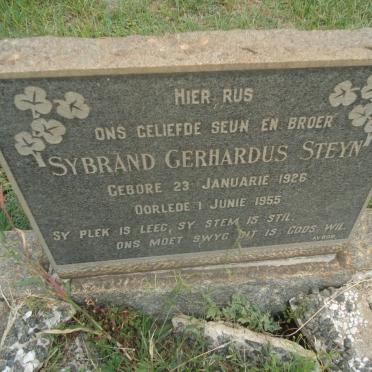 HIER RUS
ONS GELIEFDE SEUN EN BROER
SYBRAND GERHARDUS STEYN
GEBORE 23 JANUARIE 1926
OORLEDE 1 JUNIE 1955
SY PLEK IS LEEG, SY STEM IS STIL.
ONS MOET SWYG DIT IS GODS WIL.